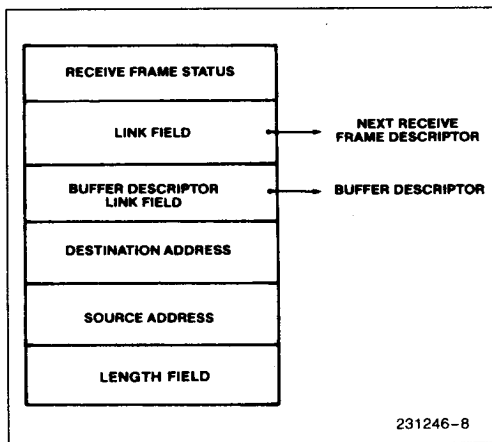 RECEIVE FRAME STATUS
LINK FIELD
NEXT RECEIVE
FRAME DESCRIPTOR
BUFFER DESCRIPTOR
LINK FIELD
BUFFER DESCRIPTOR
DESTINATION ADDRESS
SOURCE ADDRESS
LENGTH FIELD
231246-8